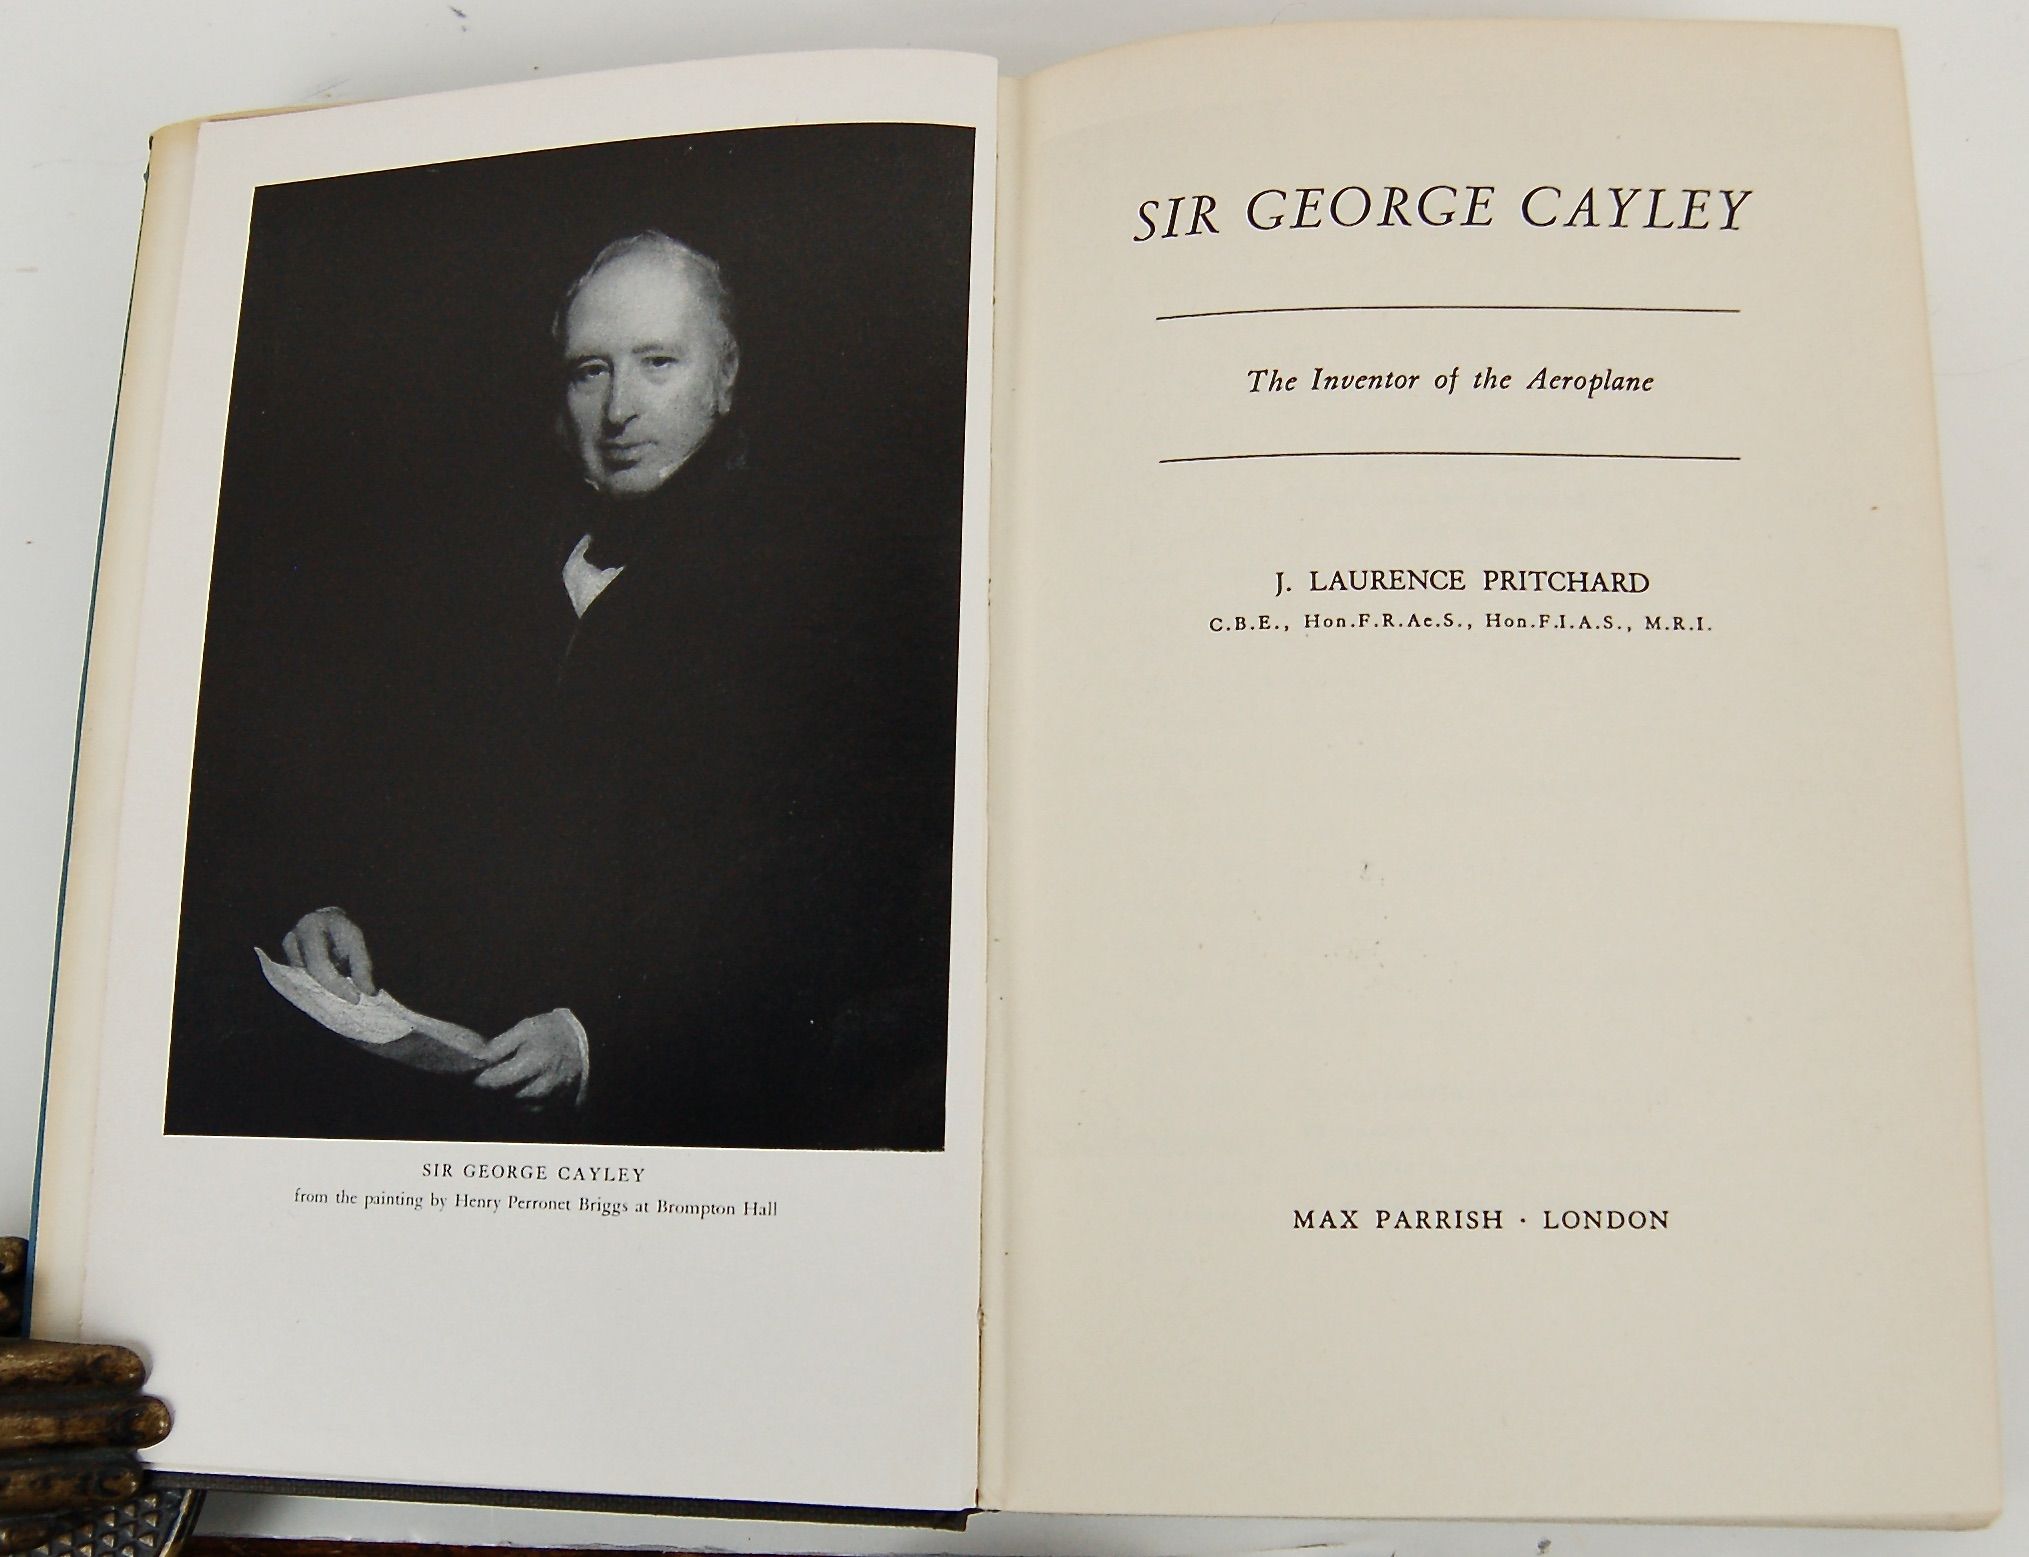 SIR GEORGE CAYLEY
from the painting by Henry Perronet Briggs at Brompton Hall
SIR GEORGE CAYLEY
The Inventor of the Aeroplane
J. LAURENCE PRITCHARD
C.B.E., Hon.F.R.Ae.S., Hon.F.I.A.S., M.R.I.
MAX PARRISH · LONDON